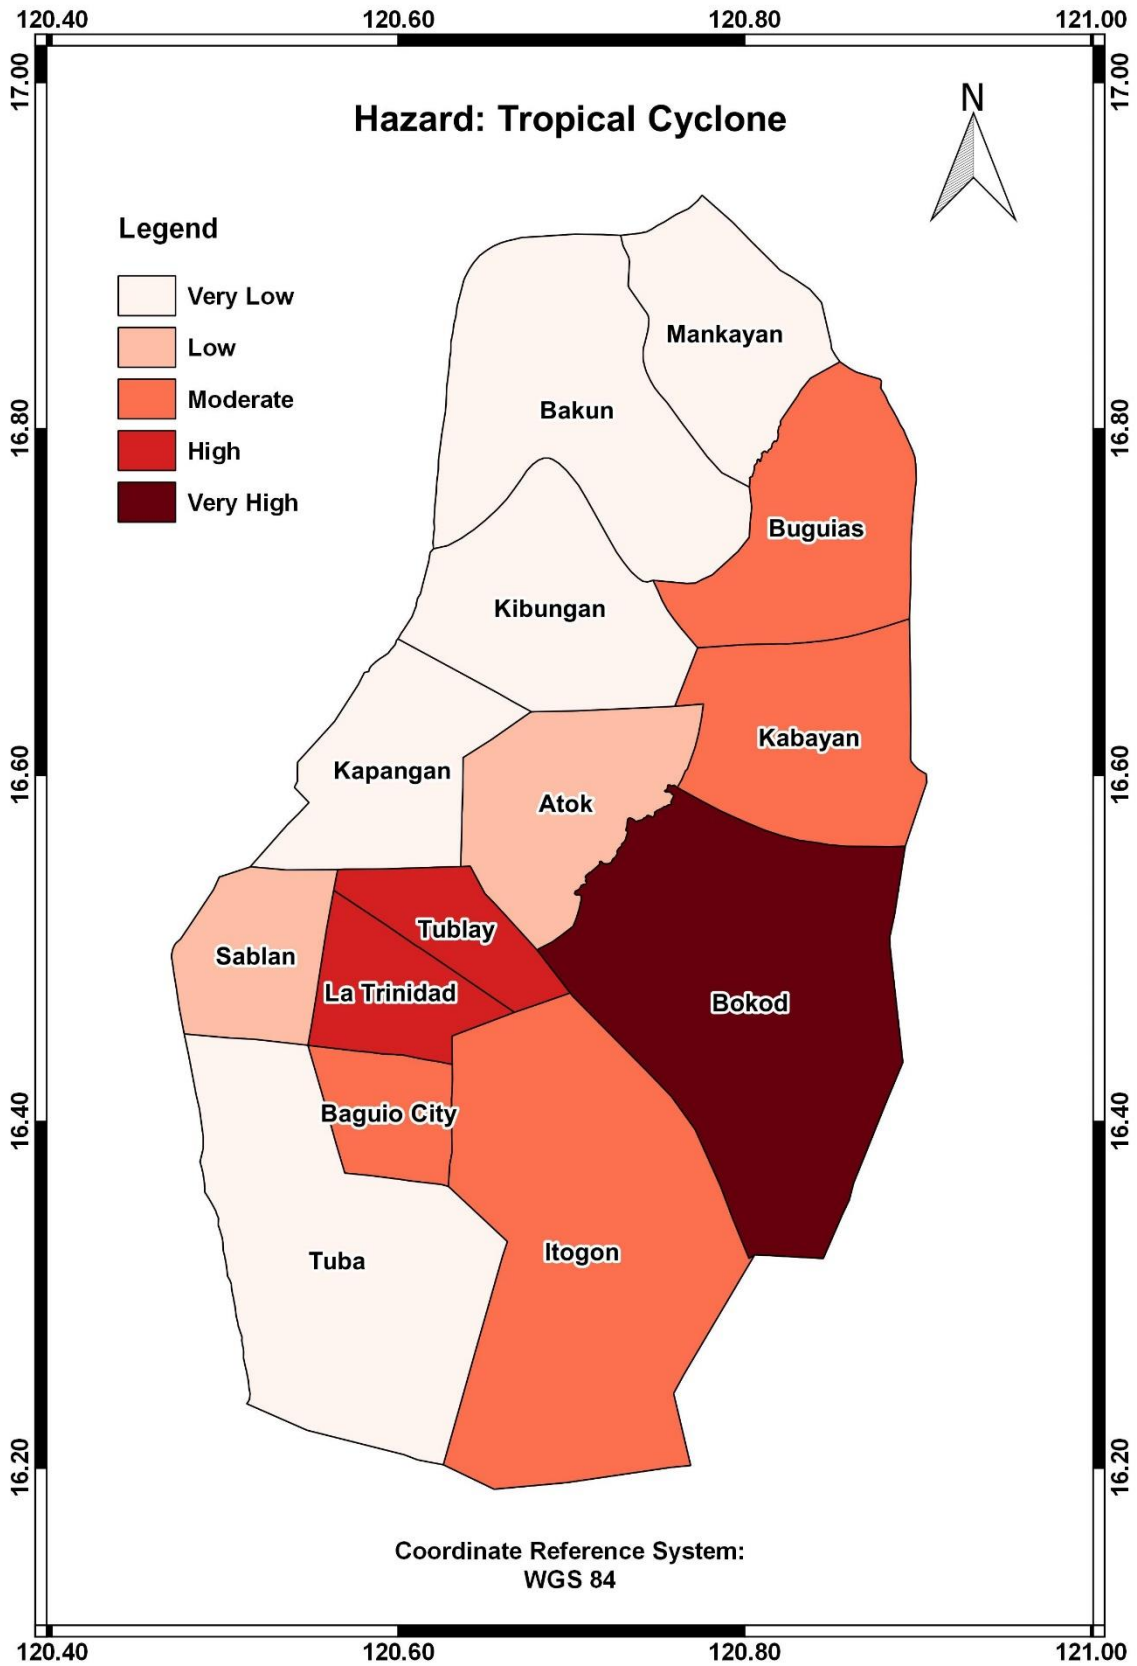 120.40 120.60 120.80 121.00
17.00 17.00
N
Hazard: Tropical Cyclone
Legend
Very Low
Low
Moderate
High
Very High
Mankayan
Bakun
16.80 16.80
Buguias
Kibungan
Kabayan
Kapangan
16.60 16.60
Atok
Tublay
Sablan
La Trinidad
Bokod
Baguio City
16.40 16.40
Itogon
Tuba
16.20 16.20
Coordinate Reference System:
WGS 84
120.40 120.60 120.80 121.00